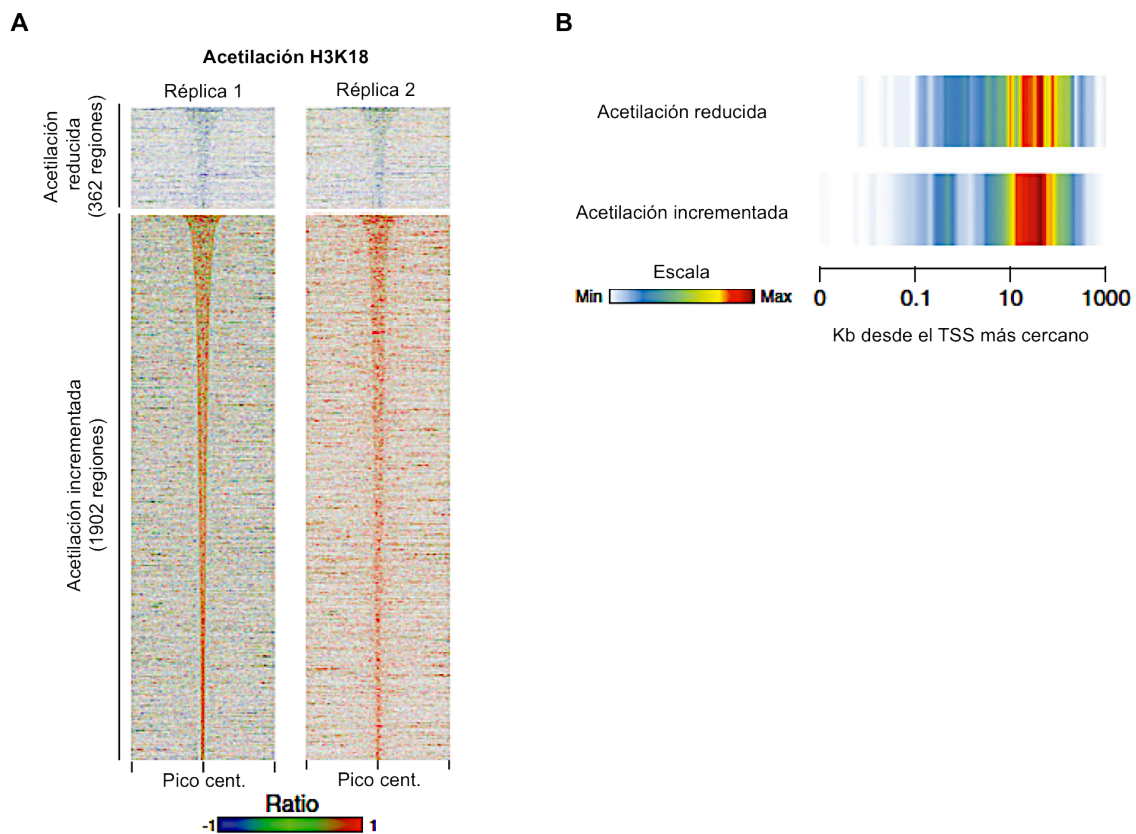 A
Acetilación H3K18
Réplica 1
Réplica 2
Acetilación
reducida
(362 regiones)
Acetilación incrementada
(1902 regiones)
Pico cent.
Pico cent.
Ratio
-1
1
B
Acetilación reducida
Acetilación incrementada
Escala
Min
Max
0
0.1
10
1000
Kb desde el TSS más cercano